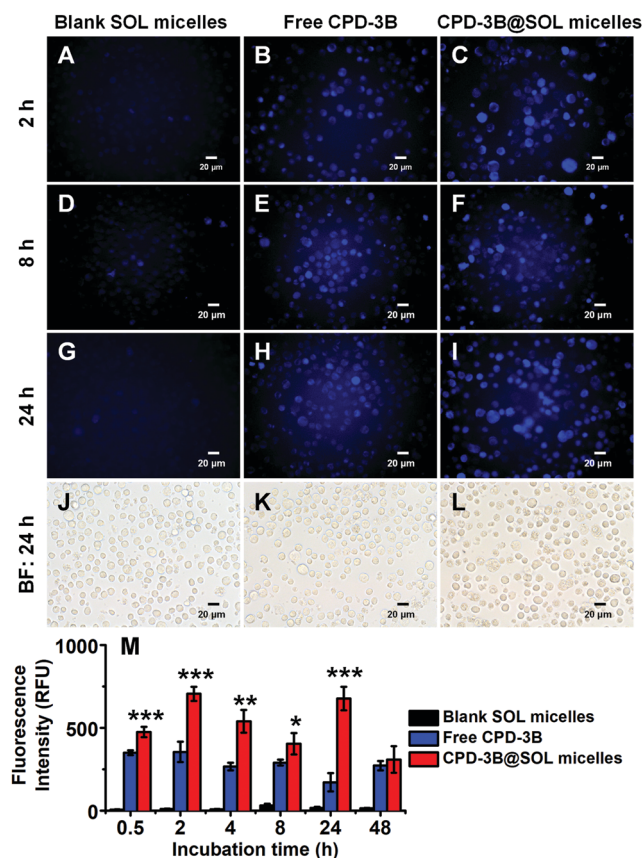 Blank SOL micelles Free CPD-3B CPD-3B@SOL micelles
2 h
A B C
20 µm 20 µm 20 µm
8 h
D E F
20 µm 20 µm 20 µm
24 h
G H I
20 µm 20 µm 20 µm
BF: 24 h
J K L
20 µm 20 µm 20 µm
M
Fluorescence
Intensity (RFU)
1000
500
0
*** *** ** * ***
0.5 2 4 8 24 48
Incubation time (h)
Blank SOL micelles
Free CPD-3B
CPD-3B@SOL micelles